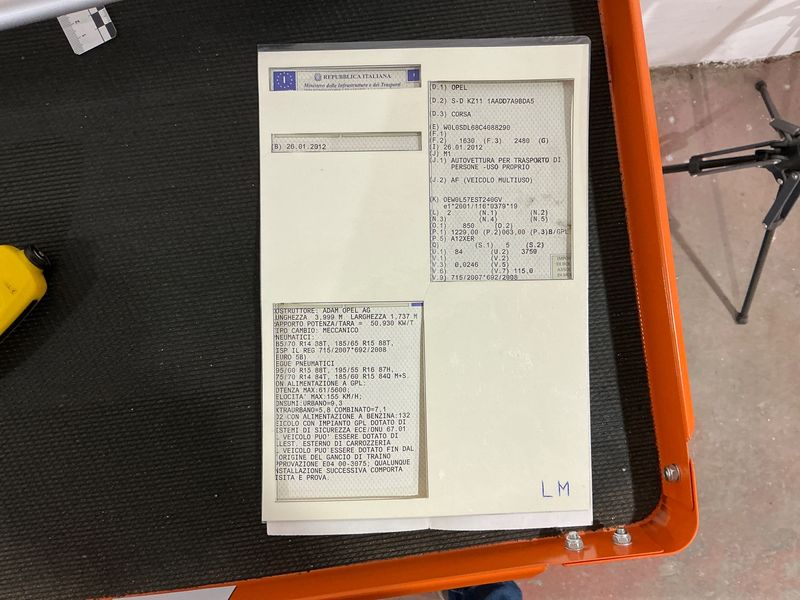 REPUBBLICA ITALIANA
Ministero delle Infrastrutture e dei Trasporti
I
B) 26.01.2012
(D.1) OPEL
(D.2) S-D KZ11 1AADD7A9BDA5
(D.3) CORSA
(E) W0L0SDL68C4088290
(F.1)
(F.2) 1630 (F.3) 2480 (G)
(I) 26.01.2012
(J) M1
(J.1) AUTOVETTURA PER TRASPORTO DI
PERSONE -USO PROPRIO
(J.2) AF (VEICOLO MULTIUSO)
(K) OEW0L57EST240GV
e1*2001/116*0379*19
(L) 2 (N.1) (N.2)
(N.3) (N.4) (N.5)
(O.1) 850 (O.2)
(P.1) 1229,00 (P.2)063,00 (P.3)B/GPL
(P.5) A12XER
(Q) (S.1) 5 (S.2)
(U.1) 84 (U.2) 3750
(V.1) (V.2)
(V.3) 0,0246 (V.5)
(V.6) (V.7) 115,0
(V.9) 715/2007*692/2008
OSTRUTTORE: ADAM OPEL AG
UNGHEZZA 3,999 M LARGHEZZA 1,737 M
APPORTO POTENZA/TARA = 50,930 KW/T
IPO CAMBIO: MECCANICO
NEUMATICI:
85/70 R14 88T, 185/65 R15 88T,
ISP IL REG 715/2007*692/2008
EURO 5B)
EGUE PNEUMATICI
95/60 R15 88T, 195/55 R16 87H,
75/70 R14 84T, 185/60 R15 84Q M+S.
ON ALIMENTAZIONE A GPL:
OTENZA MAX:61/5600;
ELOCITA' MAX:155 KM/H;
ONSUMI:URBANO=9,3
XTRAURBANO=5,8 COMBINATO=7,1
O2 CON ALIMENTAZIONE A BENZINA:132
EICOLO CON IMPIANTO GPL DOTATO DI
ISTEMI DI SICUREZZA ECE/ONU 67.01
L VEICOLO PUO' ESSERE DOTATO DI
LLEST. ESTERNO DI CARROZZERIA
L VEICOLO PUO' ESSERE DOTATO FIN DAL
'ORIGINE DEL GANCIO DI TRAINO
PPROVAZIONE E04 00-3075; QUALUNQUE
NSTALLAZIONE SUCCESSIVA COMPORTA
ISITA E PROVA.
LM